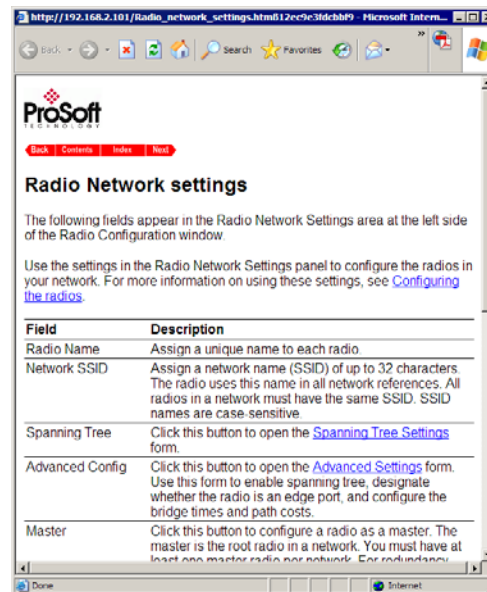 http://192.168.2.101/Radio_network_settings.htm812ec9e3fdcbbf9 - Microsoft Intern...
Back Search Favorites »
ProSoft
TECHNOLOGY
Back Contents Index Next
Radio Network settings
The following fields appear in the Radio Network Settings area at the left side
of the Radio Configuration window.
Use the settings in the Radio Network Settings panel to configure the radios in
your network. For more information on using these settings, see Configuring
the radios.
Field Description
Radio Name Assign a unique name to each radio.
Network SSID Assign a network name (SSID) of up to 32 characters.
The radio uses this name in all network references. All
radios in a network must have the same SSID. SSID
names are case-sensitive.
Spanning Tree Click this button to open the Spanning Tree Settings
form.
Advanced Config Click this button to open the Advanced Settings form.
Use this form to enable spanning tree, designate
whether the radio is an edge port, and configure the
bridge times and path costs.
Master Click this button to configure a radio as a master. The
master is the root radio in a network. You must have at
least one master radio per network. For redundancy
Done Internet